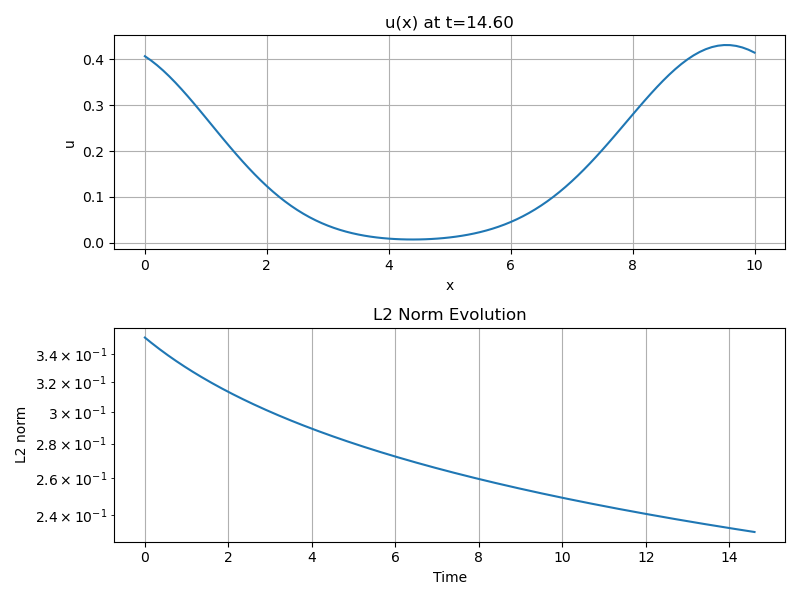 u(x) at t=14.60
u
0.4
0.3
0.2
0.1
0.0
0 2 4 6 8 10
x
L2 Norm Evolution
L2 norm
3.4 × 10⁻¹
3.2 × 10⁻¹
3 × 10⁻¹
2.8 × 10⁻¹
2.6 × 10⁻¹
2.4 × 10⁻¹
0 2 4 6 8 10 12 14
Time